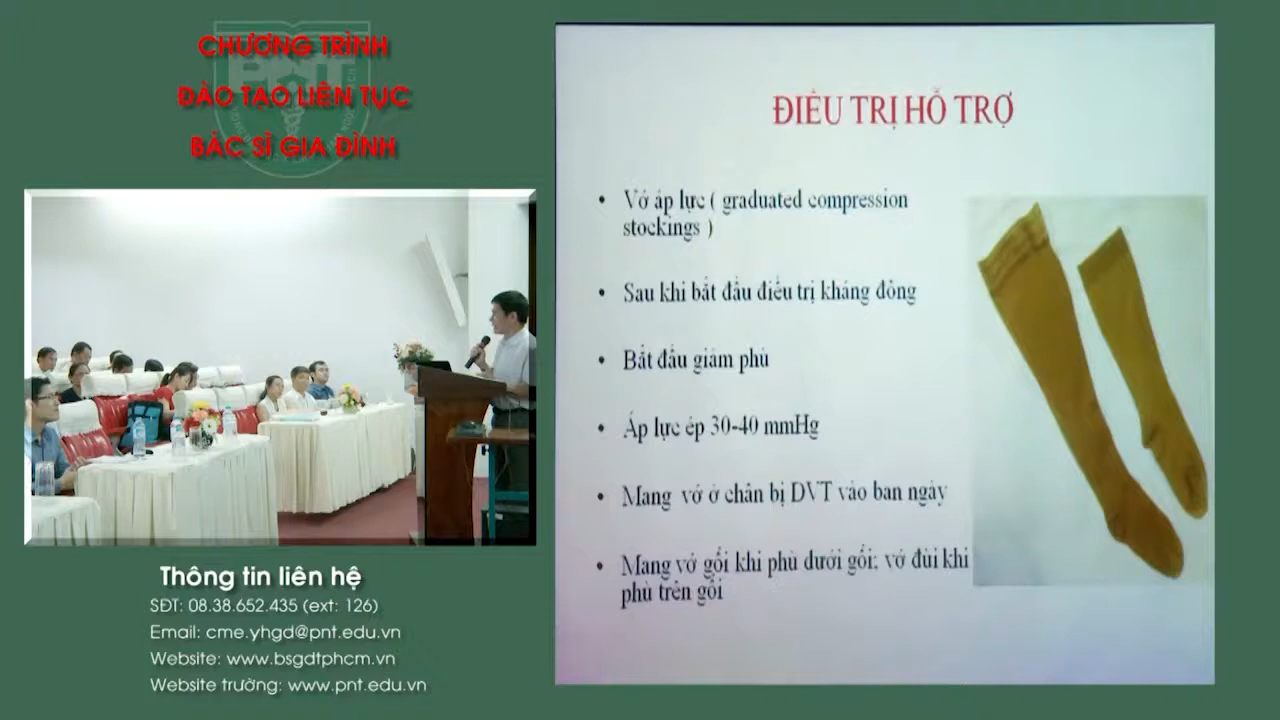 CHƯƠNG TRÌNH
ĐÀO TẠO LIÊN TỤC
BÁC SĨ GIA ĐÌNH
PNT
Thông tin liên hệ
SĐT: 08.38.652.435 (ext: 126)
Email: cme.yhgd@pnt.edu.vn
Website: www.bsgdtphcm.vn
Website trường: www.pnt.edu.vn
ĐIỀU TRỊ HỖ TRỢ
• Vớ áp lực ( graduated compression
stockings )
• Sau khi bắt đầu điều trị kháng đông
• Bắt đầu giảm phù
• Áp lực ép 30-40 mmHg
• Mang vớ ở chân bị DVT vào ban ngày
• Mang vớ gối khi phù dưới gối; vớ đùi khi
phù trên gối